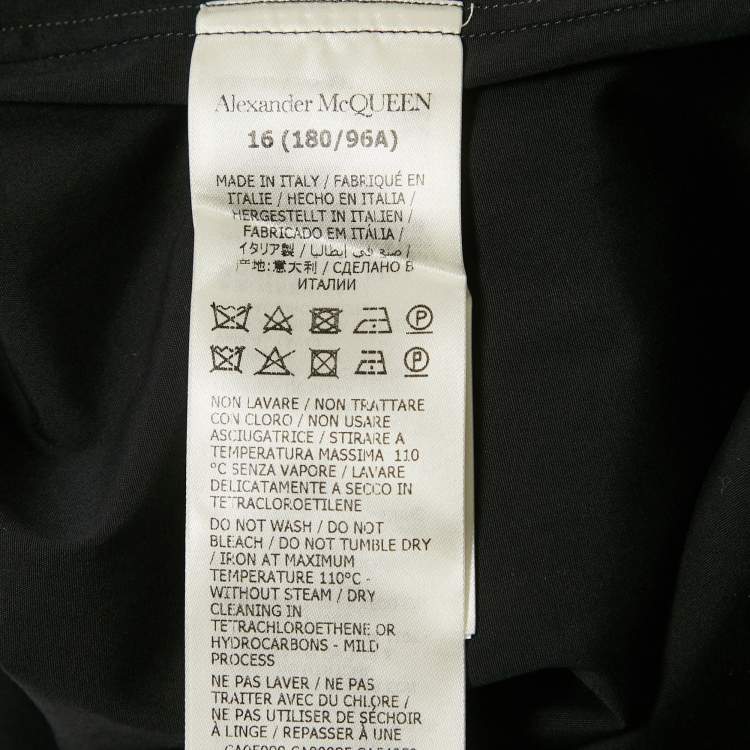 Alexander McQUEEN
16 (180/96A)
MADE IN ITALY / FABRIQUÉ EN
ITALIE / HECHO EN ITALIA /
HERGESTELLT IN ITALIEN /
FABRICADO EM ITÁLIA /
イタリア製 / صنع في إيطاليا /
产地:意大利 / СДЕЛАНО В
ИТАЛИИ
P
P
NON LAVARE / NON TRATTARE
CON CLORO / NON USARE
ASCIUGATRICE / STIRARE A
TEMPERATURA MASSIMA 110
°C SENZA VAPORE / LAVARE
DELICATAMENTE A SECCO IN
TETRACLOROETILENE
DO NOT WASH / DO NOT
BLEACH / DO NOT TUMBLE DRY
/ IRON AT MAXIMUM
TEMPERATURE 110°C -
WITHOUT STEAM / DRY
CLEANING IN
TETRACHLOROETHENE OR
HYDROCARBONS - MILD
PROCESS
NE PAS LAVER / NE PAS
TRAITER AVEC DU CHLORE /
NE PAS UTILISER DE SÉCHOIR
À LINGE / REPASSER À UNE